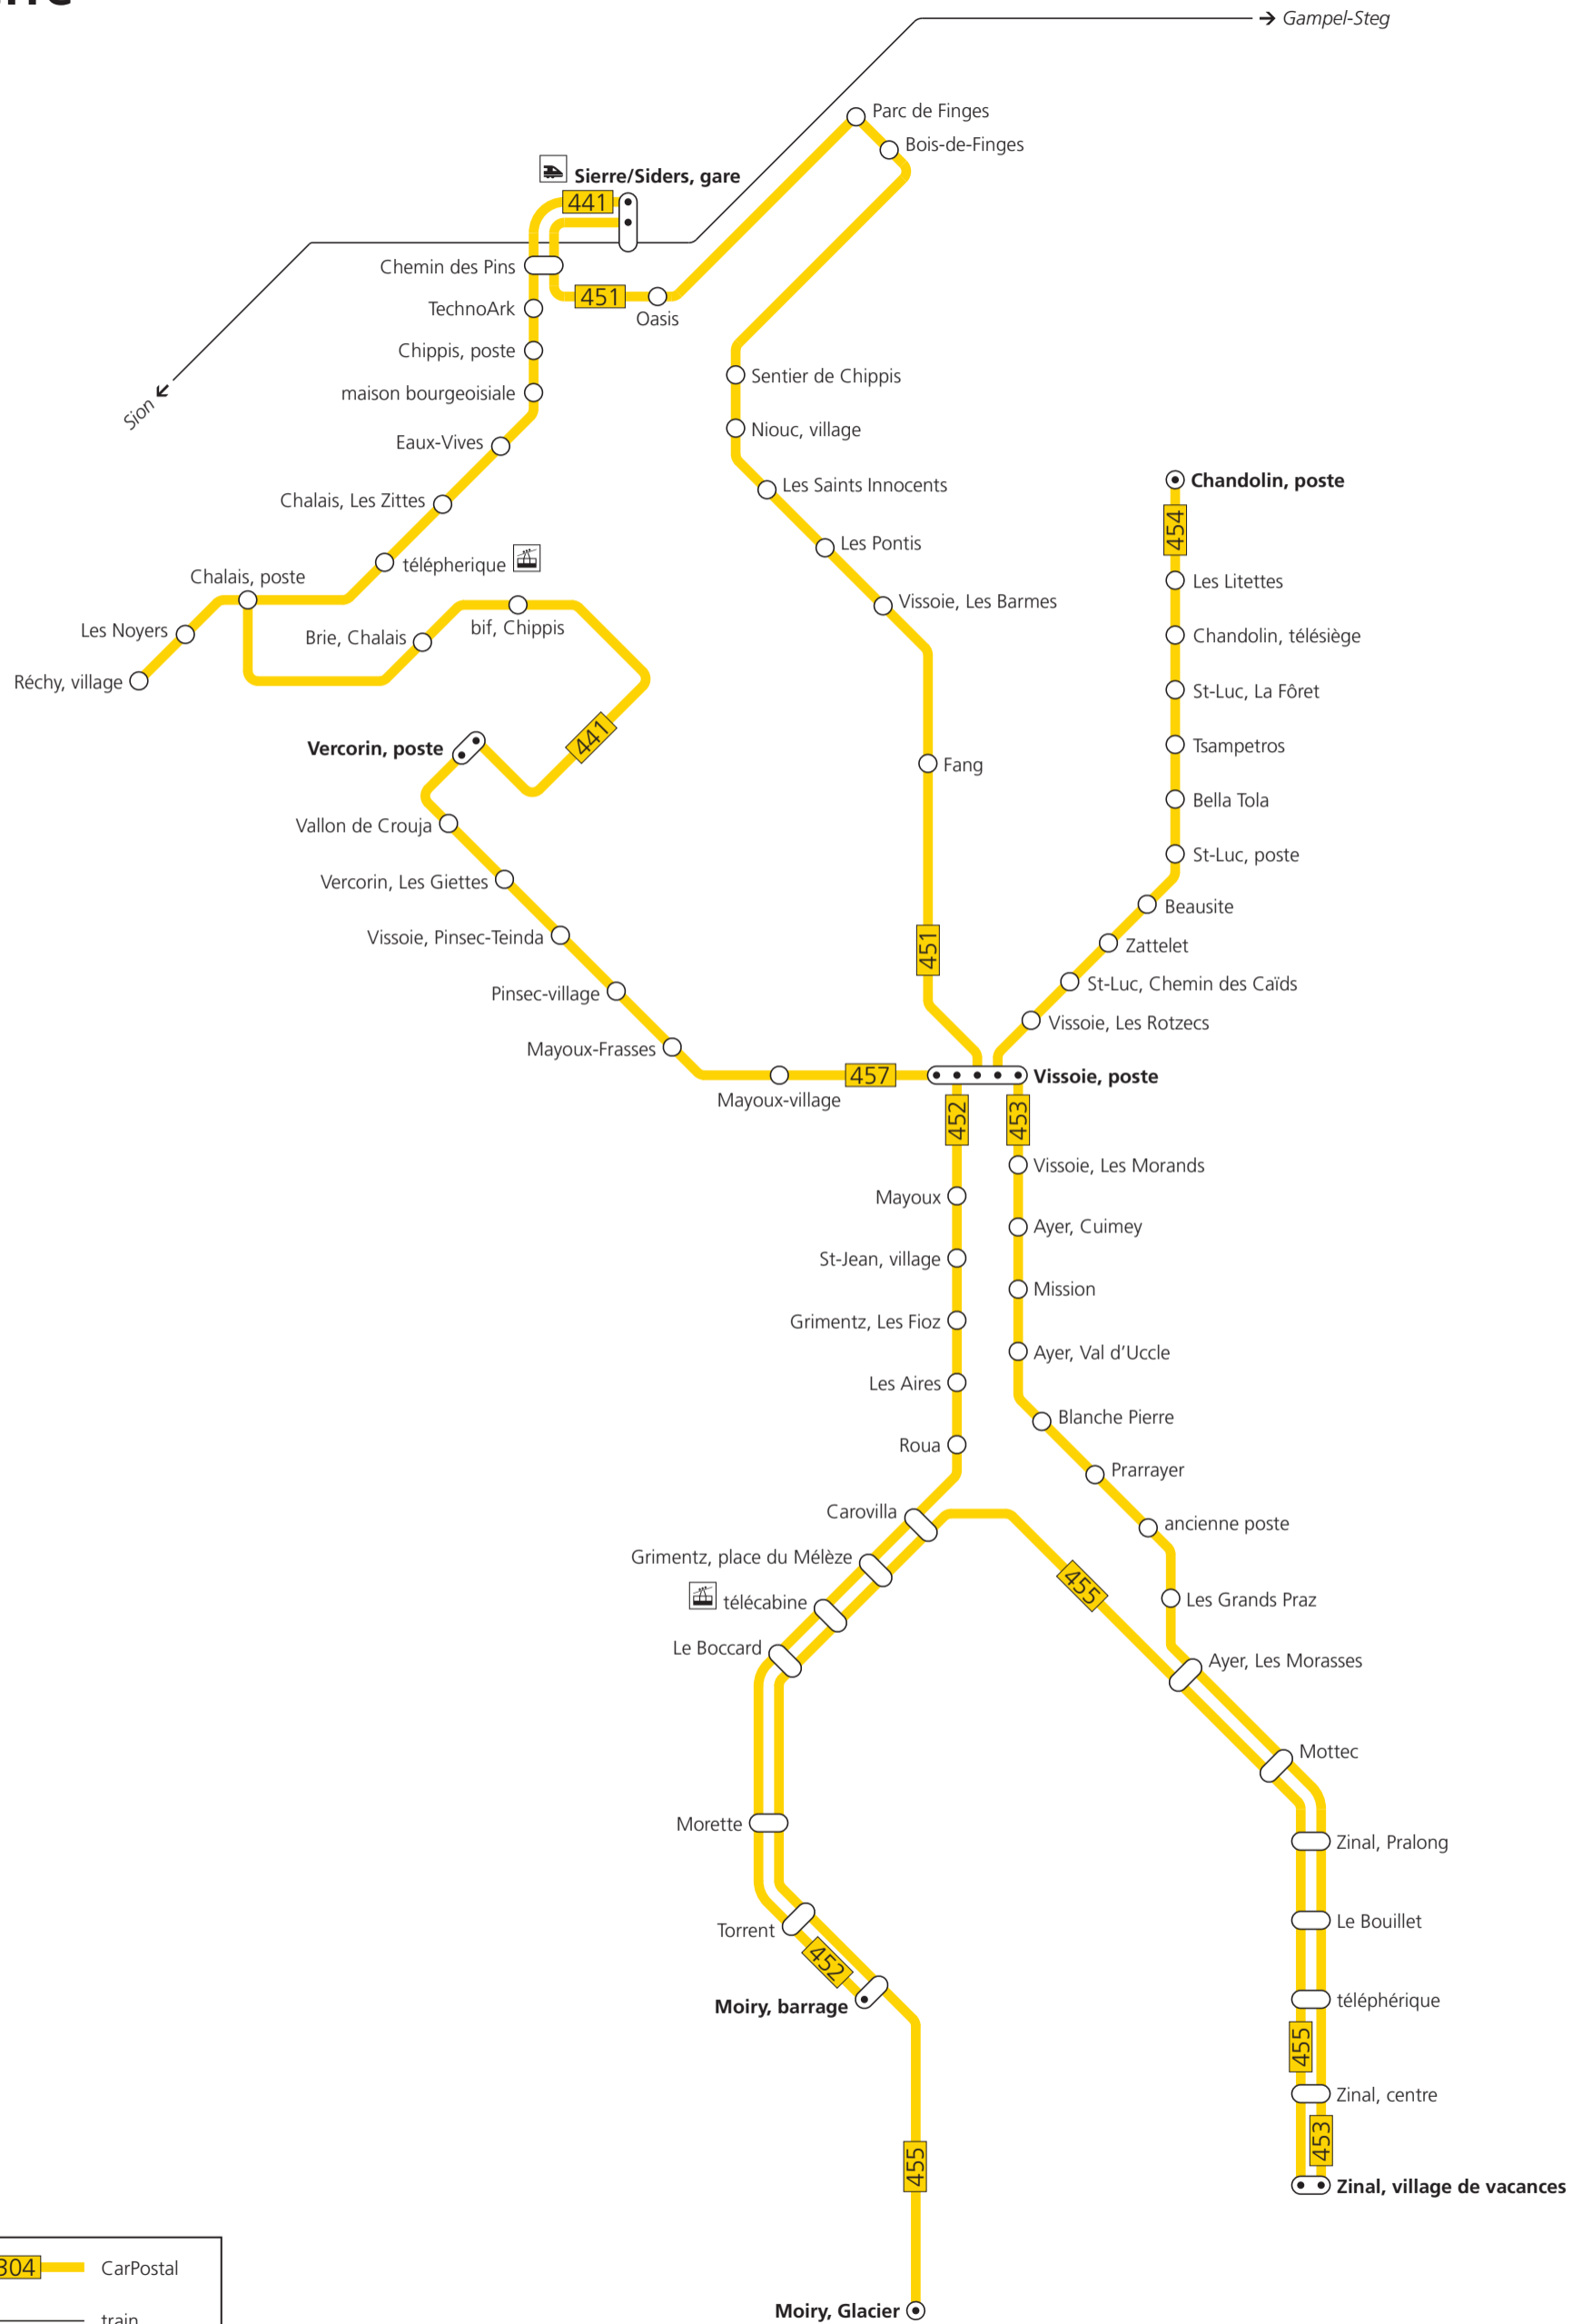 Gampel-Steg
Parc de Finges
Bois-de-Finges
Sierre/Siders, gare
441
Chemin des Pins
451
Oasis
TechnoArk
Chippis, poste
maison bourgeoisiale
Sion
Eaux-Vives
Chalais, Les Zittes
télépherique
Chalais, poste
Les Noyers
Réchy, village
Brie, Chalais
bif, Chippis
441
Sentier de Chippis
Niouc, village
Les Saints Innocents
Les Pontis
Vissoie, Les Barmes
Fang
451
Chandolin, poste
454
Les Litettes
Chandolin, télésiège
St-Luc, La Fôret
Tsampetros
Bella Tola
St-Luc, poste
Beausite
Zattelet
St-Luc, Chemin des Caïds
Vissoie, Les Rotzecs
Vercorin, poste
Vallon de Crouja
Vercorin, Les Giettes
Vissoie, Pinsec-Teinda
Pinsec-village
Mayoux-Frasses
Mayoux-village
457
Vissoie, poste
452
453
Vissoie, Les Morands
Mayoux
Ayer, Cuimey
St-Jean, village
Mission
Grimentz, Les Fioz
Ayer, Val d’Uccle
Les Aires
Blanche Pierre
Roua
Prarrayer
Carovilla
ancienne poste
Grimentz, place du Mélèze
455
télécabine
Les Grands Praz
Le Boccard
Ayer, Les Morasses
Mottec
Morette
Zinal, Pralong
Torrent
Le Bouillet
452
Moiry, barrage
téléphérique
455
Zinal, centre
453
455
Zinal, village de vacances
304 CarPostal
train
Moiry, Glacier